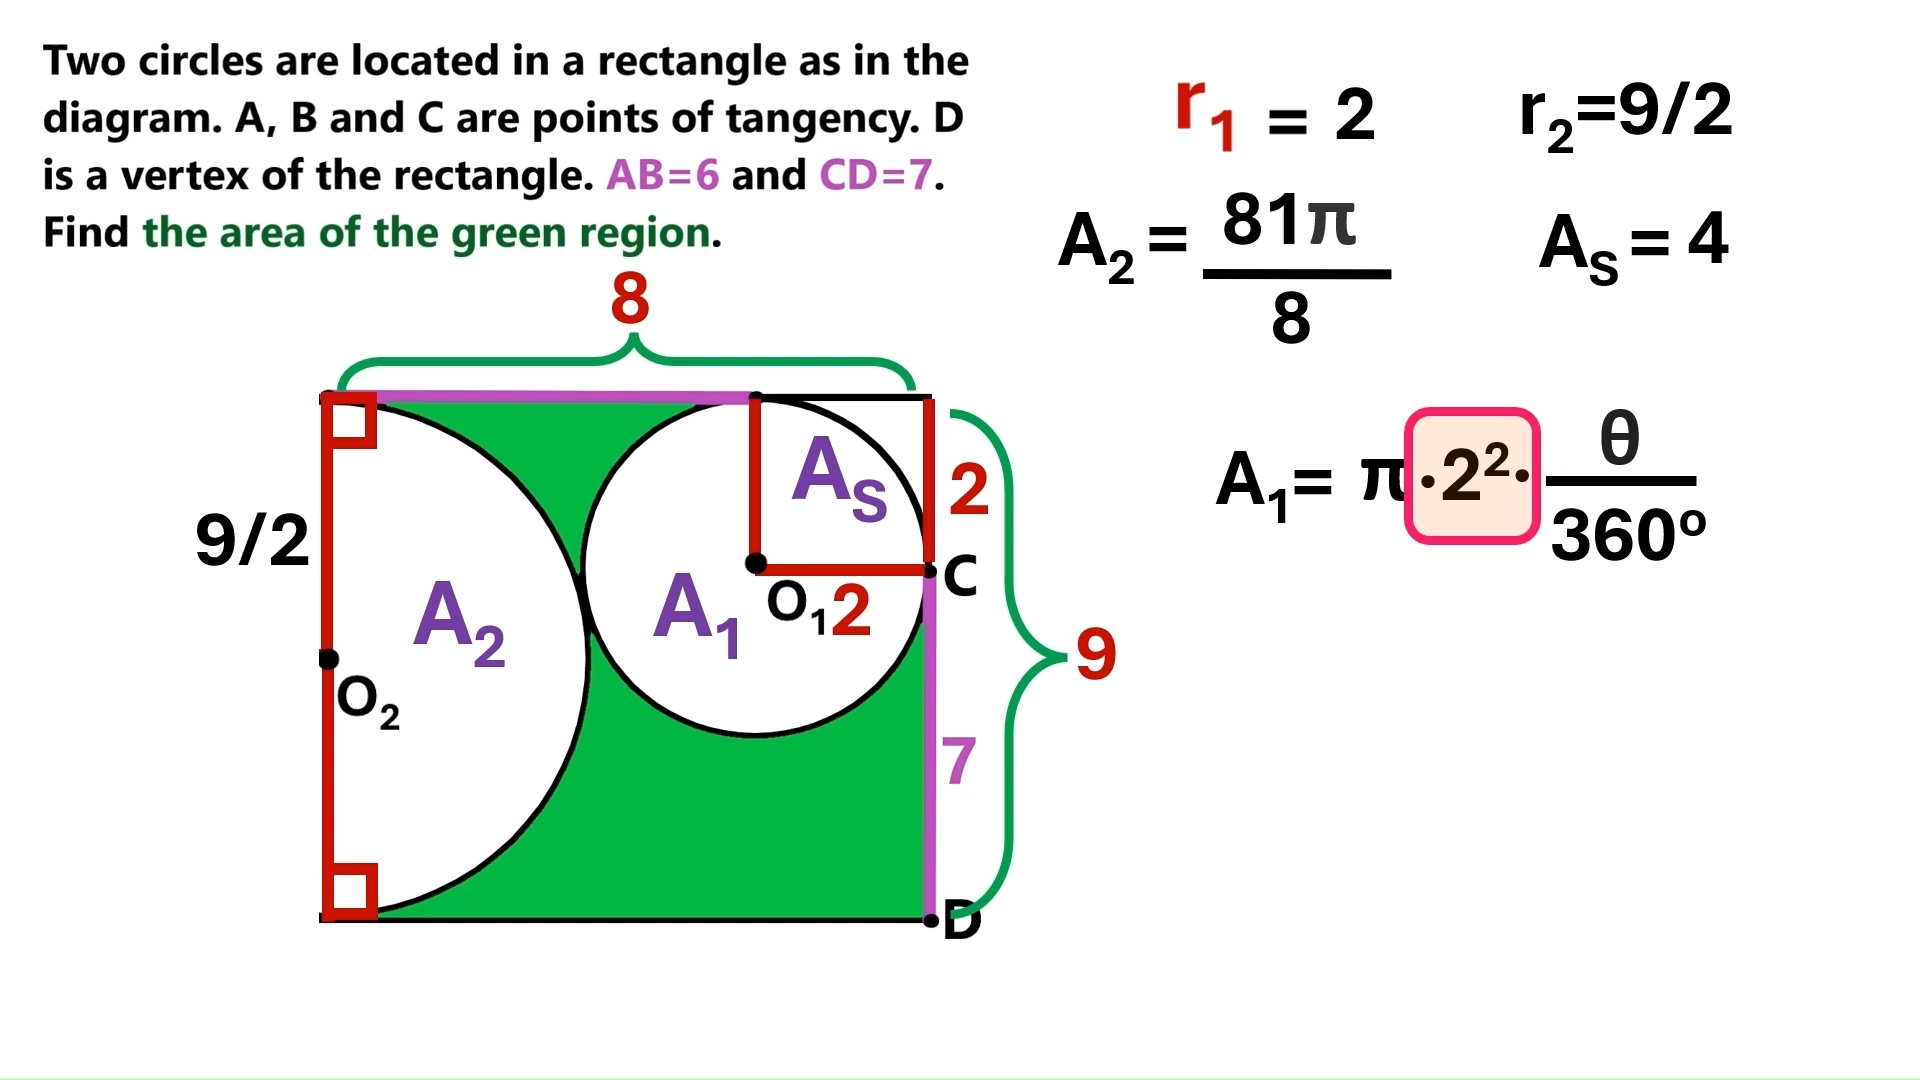 Two circles are located in a rectangle as in the
diagram. A, B and C are points of tangency. D
is a vertex of the rectangle. AB=6 and CD=7.
Find the area of the green region.
r₁ = 2
r₂=9/2
A₂ = 81π / 8
Aₛ = 4
A₁= π·2²· θ / 360º
8
9/2
Aₛ
2
C
O₁ 2
A₁
A₂
O₂
9
7
D